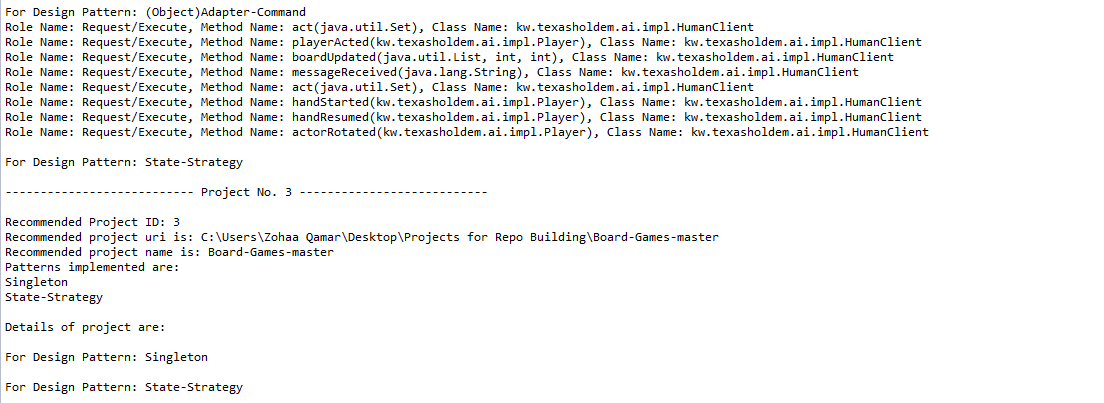 For Design Pattern: (Object)Adapter-Command
Role Name: Request/Execute, Method Name: act(java.util.Set), Class Name: kw.texasholdem.ai.impl.HumanClient
Role Name: Request/Execute, Method Name: playerActed(kw.texasholdem.ai.impl.Player), Class Name: kw.texasholdem.ai.impl.HumanClient
Role Name: Request/Execute, Method Name: boardUpdated(java.util.List, int, int), Class Name: kw.texasholdem.ai.impl.HumanClient
Role Name: Request/Execute, Method Name: messageReceived(java.lang.String), Class Name: kw.texasholdem.ai.impl.HumanClient
Role Name: Request/Execute, Method Name: act(java.util.Set), Class Name: kw.texasholdem.ai.impl.HumanClient
Role Name: Request/Execute, Method Name: handStarted(kw.texasholdem.ai.impl.Player), Class Name: kw.texasholdem.ai.impl.HumanClient
Role Name: Request/Execute, Method Name: handResumed(kw.texasholdem.ai.impl.Player), Class Name: kw.texasholdem.ai.impl.HumanClient
Role Name: Request/Execute, Method Name: actorRotated(kw.texasholdem.ai.impl.Player), Class Name: kw.texasholdem.ai.impl.HumanClient
For Design Pattern: State-Strategy
--------------------------- Project No. 3 ---------------------------
Recommended Project ID: 3
Recommended project uri is: C:\Users\Zohaa Qamar\Desktop\Projects for Repo Building\Board-Games-master
Recommended project name is: Board-Games-master
Patterns implemented are:
Singleton
State-Strategy
Details of project are:
For Design Pattern: Singleton
For Design Pattern: State-Strategy